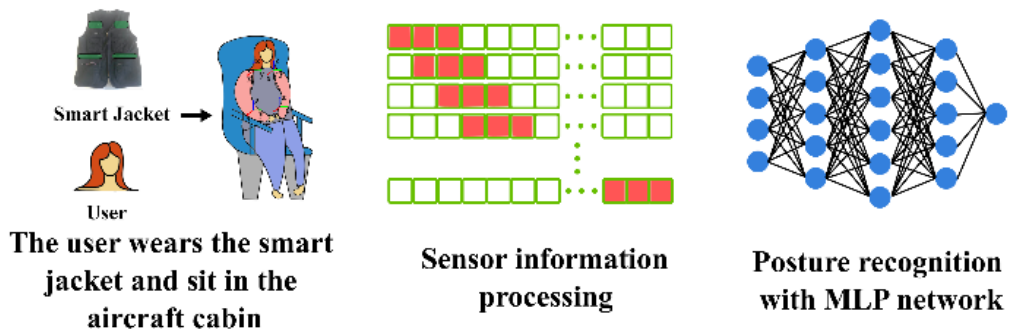 Smart Jacket
User
The user wears the smart
jacket and sit in the
aircraft cabin
Sensor information
processing
Posture recognition
with MLP network